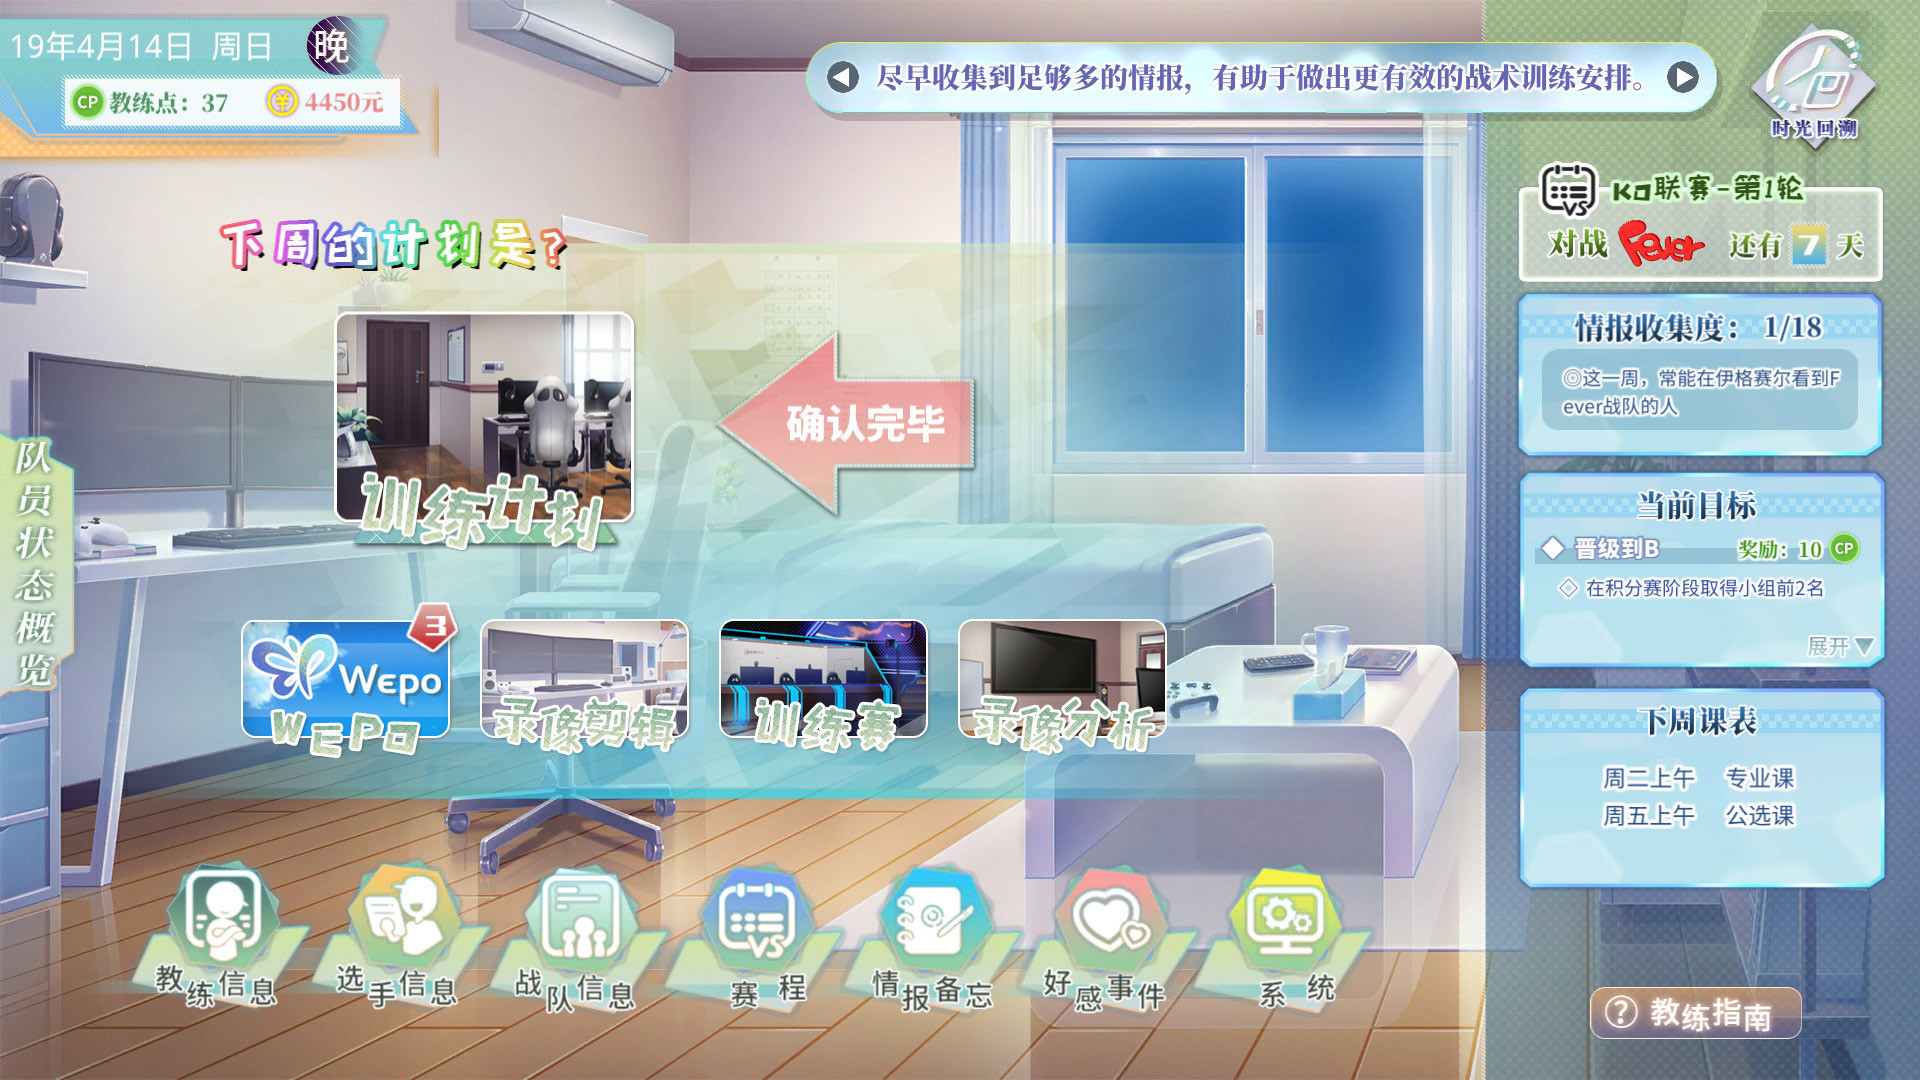 19年4月14日 周日 晚
CP 教练点：37 4450元
尽早收集到足够多的情报，有助于做出更有效的战术训练安排。
时光回溯
下周的计划是？
训练计划
确认完毕
3
Wepo
WEPO
录像剪辑
训练赛
录像分析
队员状态概览
KO联赛-第1轮
VS
对战 Fever 还有 7 天
情报收集度： 1/18
◎这一周，常能在伊格赛尔看到F
ever战队的人
当前目标
晋级到B 奖励：10 CP
在积分赛阶段取得小组前2名
展开
下周课表
周二上午 专业课
周五上午 公选课
教练信息
选手信息
战队信息
VS
赛程
情报备忘
好感事件
系统
? 教练指南